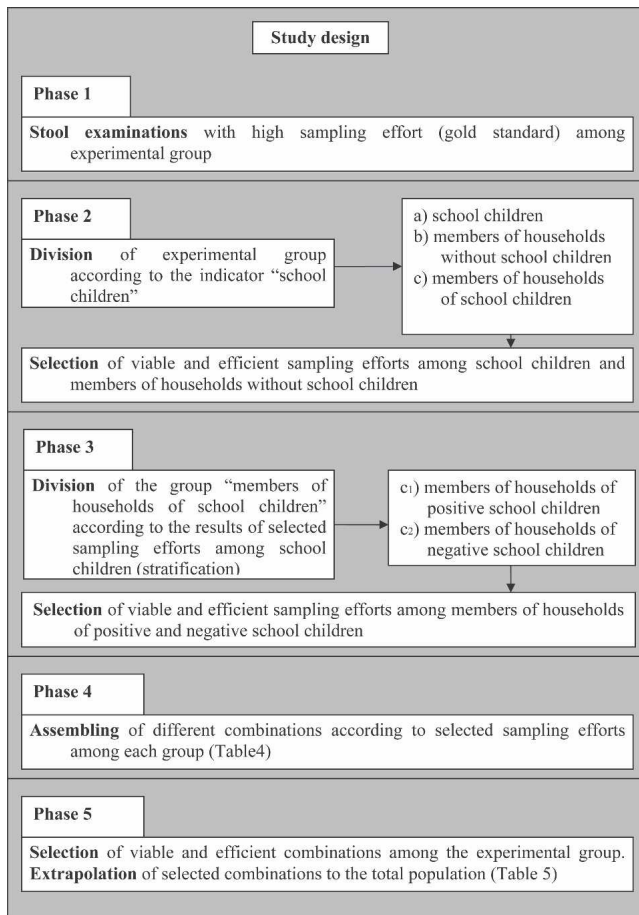 Study design
Phase 1
Stool examinations with high sampling effort (gold standard) among
experimental group
Phase 2
Division of experimental group
according to the indicator “school
children”
a) school children
b) members of households
without school children
c) members of households
of school children
Selection of viable and efficient sampling efforts among school children and
members of households without school children
Phase 3
Division of the group “members of
households of school children”
according to the results of selected
sampling efforts among school
children (stratification)
c1) members of households of
positive school children
c2) members of households of
negative school children
Selection of viable and efficient sampling efforts among members of households
of positive and negative school children
Phase 4
Assembling of different combinations according to selected sampling efforts
among each group (Table4)
Phase 5
Selection of viable and efficient combinations among the experimental group.
Extrapolation of selected combinations to the total population (Table 5)